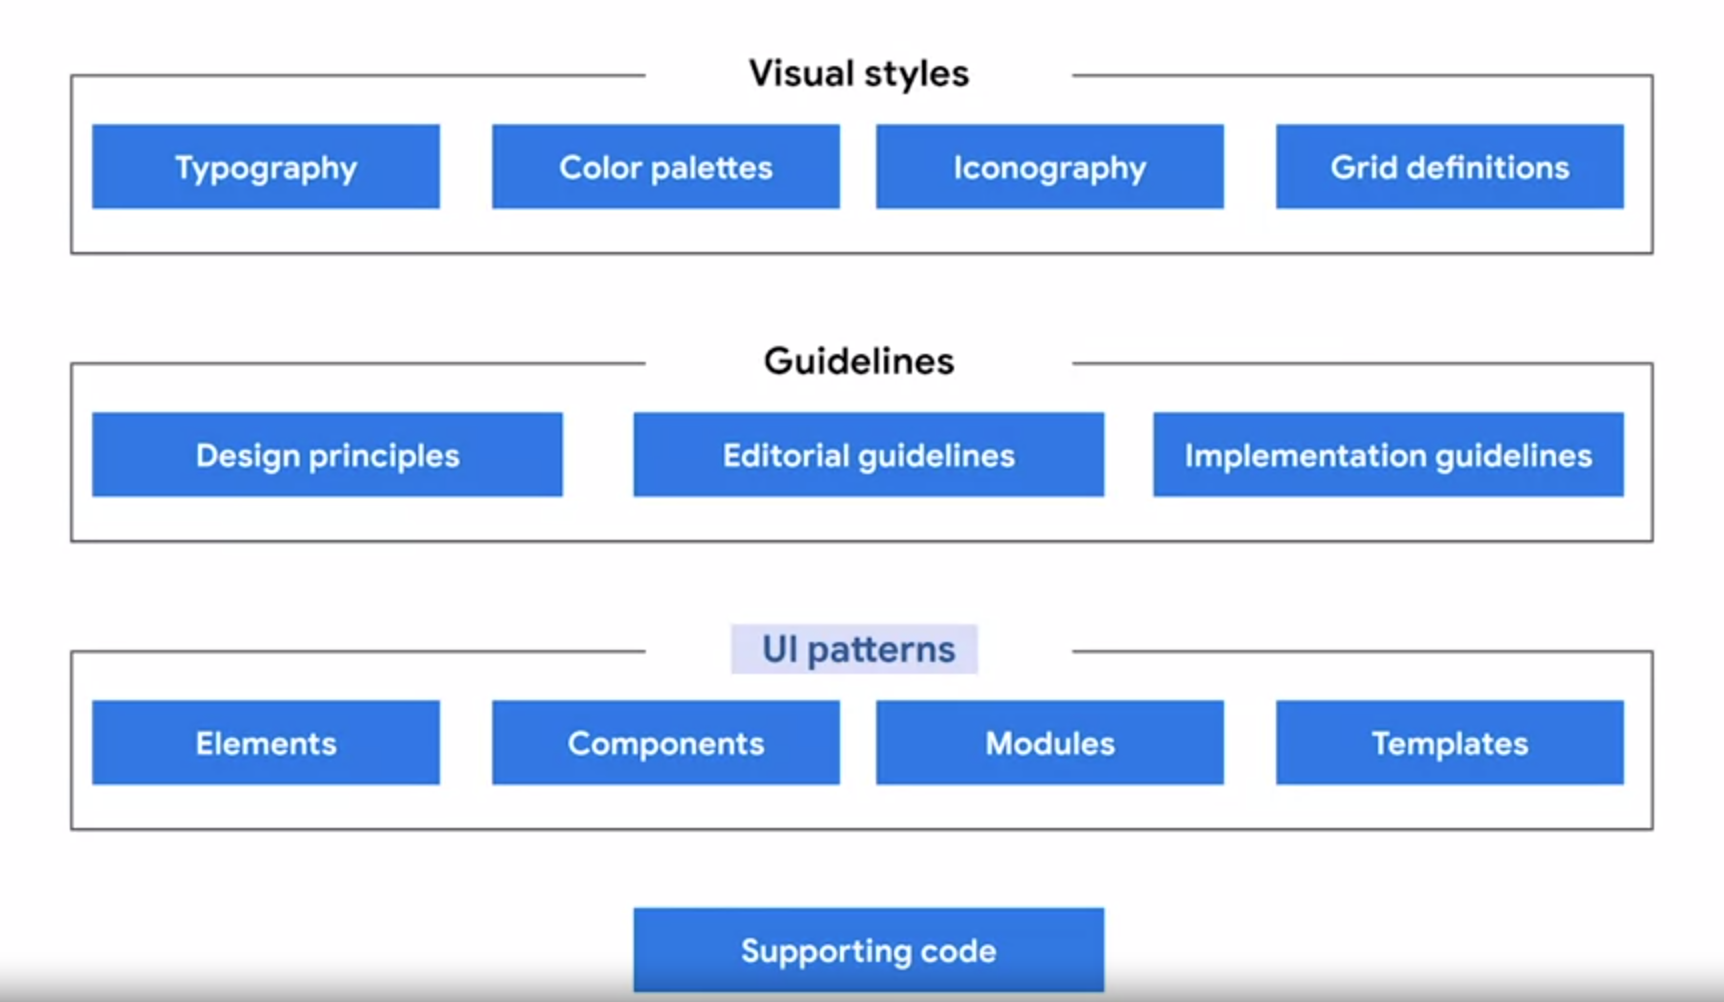 Visual styles
Typography
Color palettes
Iconography
Grid definitions
Guidelines
Design principles
Editorial guidelines
Implementation guidelines
UI patterns
Elements
Components
Modules
Templates
Supporting code